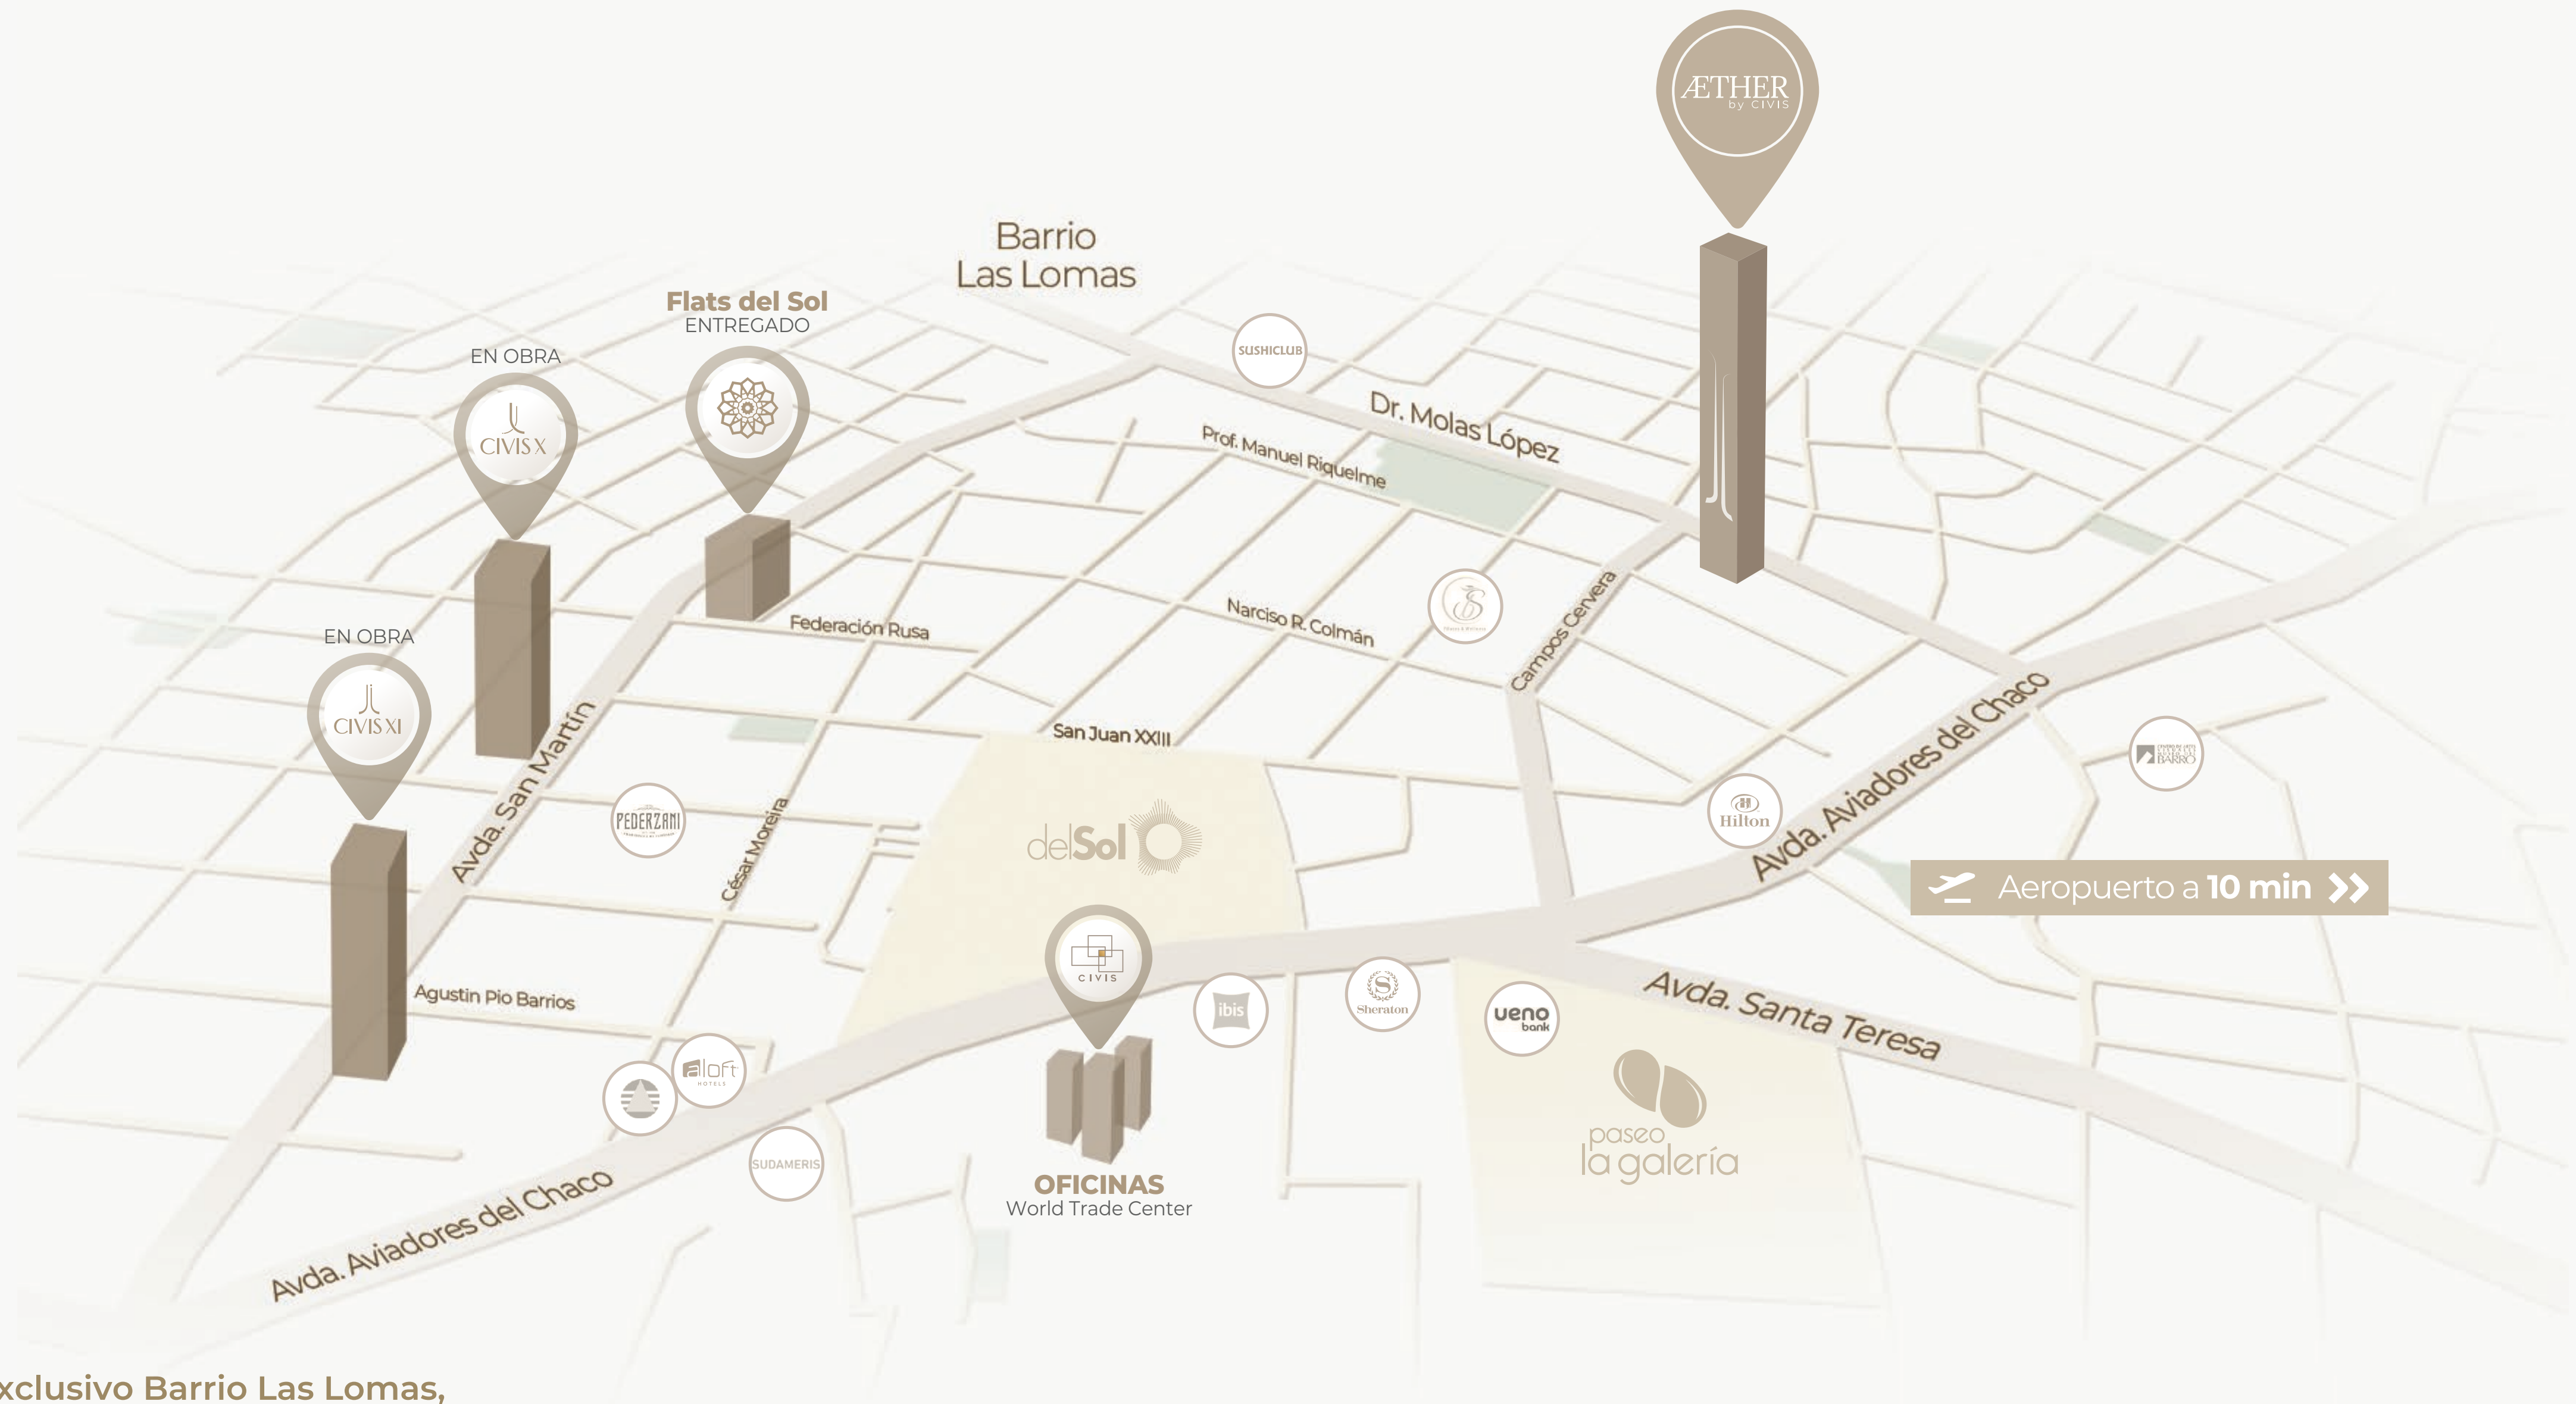 ÆTHER
by CIVIS
Barrio
Las Lomas
Flats del Sol
ENTREGADO
EN OBRA
CIVIS X
SUSHICLUB
Dr. Molas López
Prof. Manuel Riquelme
Federación Rusa
Narciso R. Colmán
Campos Cervera
EN OBRA
CIVIS XI
Avda. San Martín
San Juan XXIII
PEDERZANI
César Moreira
delSol
Hilton
Avda. Aviadores del Chaco
BARRO
Aeropuerto a 10 min
CIVIS
Agustin Pio Barrios
ibis
S
Sheraton
ueno
bank
Avda. Santa Teresa
aloft
HOTELS
SUDAMERIS
paseo
la galería
OFICINAS
World Trade Center
Avda. Aviadores del Chaco
xclusivo Barrio Las Lomas,